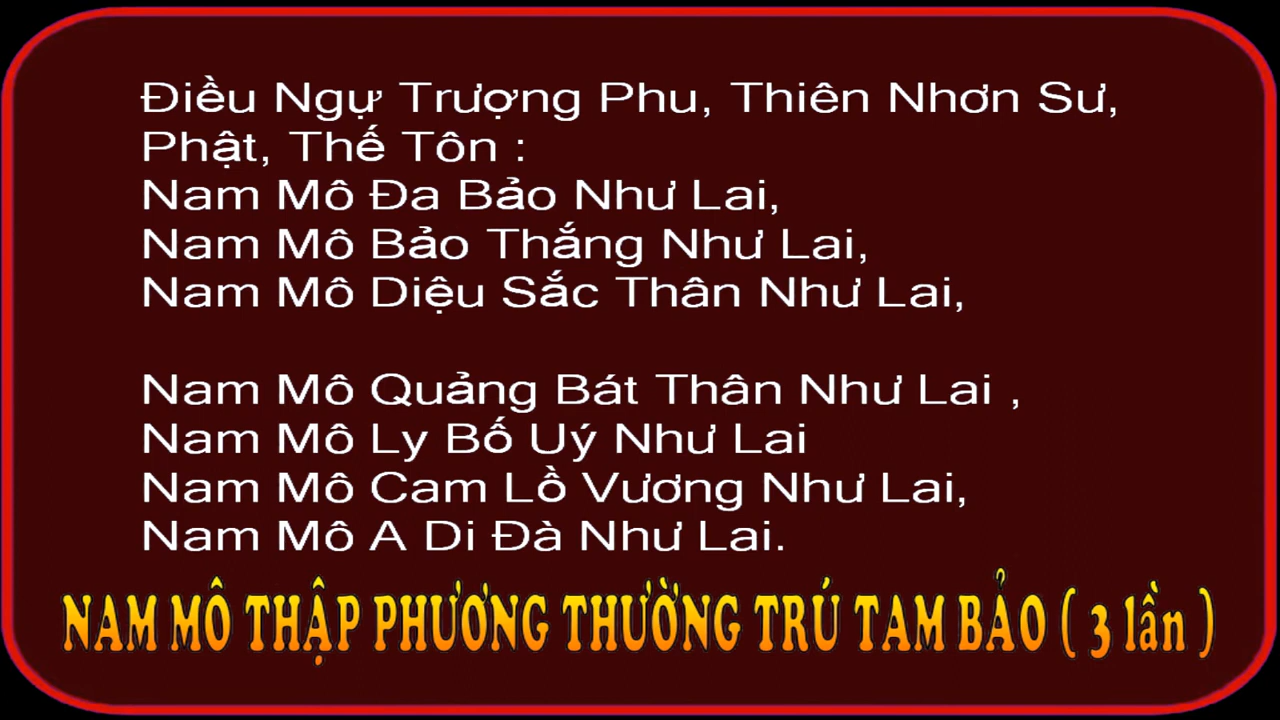 Điều Ngự Trượng Phu, Thiên Nhơn Sư,
Phật, Thế Tôn :
Nam Mô Đa Bảo Như Lai,
Nam Mô Bảo Thắng Như Lai,
Nam Mô Diệu Sắc Thân Như Lai,
Nam Mô Quảng Bát Thân Như Lai ,
Nam Mô Ly Bố Uý Như Lai
Nam Mô Cam Lồ Vương Như Lai,
Nam Mô A Di Đà Như Lai.
NAM MÔ THẬP PHƯƠNG THƯỜNG TRÚ TAM BẢO ( 3 lần )